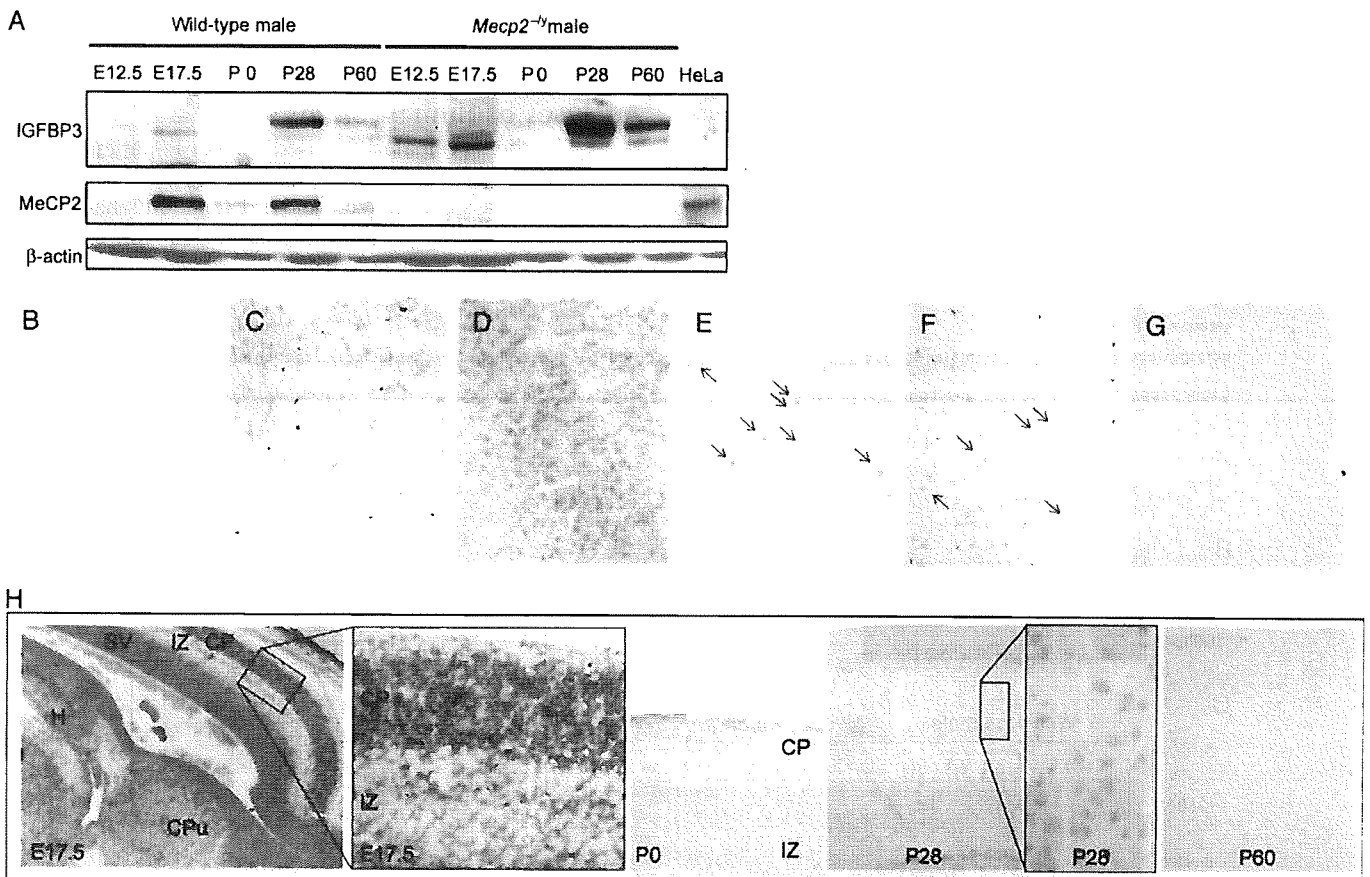 A
Wild-type male
Mecp2⁻/ʸ male
E12.5 E17.5 P 0 P28 P60 E12.5 E17.5 P 0 P28 P60 HeLa
IGFBP3
MeCP2
β-actin
B
C
D
E
F
G
H
SV IZ CP
H
CPu
E17.5
CP
IZ
E17.5
P0
CP
IZ
P28
P28
P60